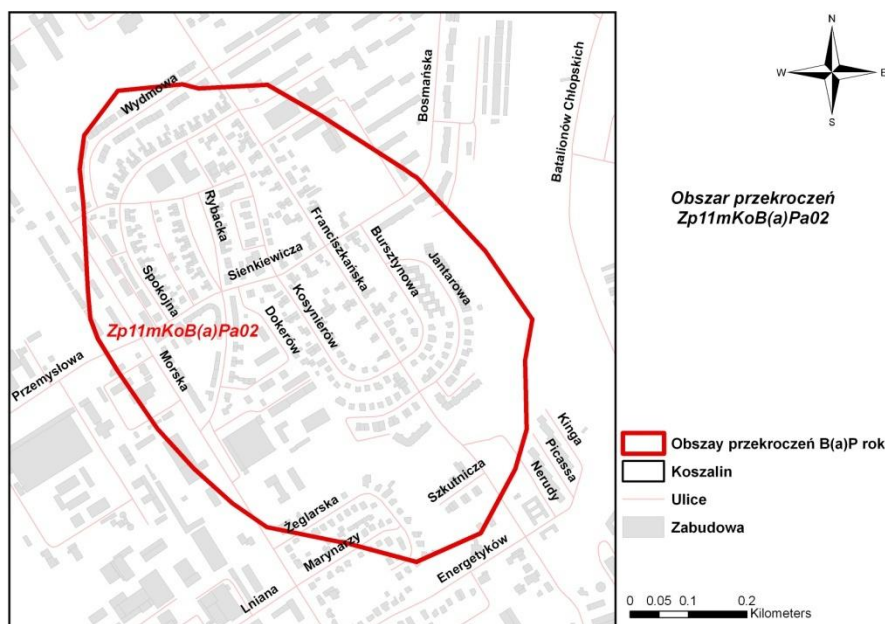 N
W
E
S
Obszar przekroczeń
Zp11mKoB(a)Pa02
Wydmowa
Bosmańska
Batalionów Chłopskich
Rybacka
Franciszkańska
Sienkiewicza
Bursztynowa
Jantarowa
Spokojna
Kosynierów
Dokerów
Zp11mKoB(a)Pa02
Morska
Przemysłowa
Kinga
Picassa
Nerudy
Szkutnicza
Żeglarska
Marynarzy
Energetyków
Lniana
Obszay przekroczeń B(a)P rok
Koszalin
Ulice
Zabudowa
0 0.05 0.1 0.2
Kilometers